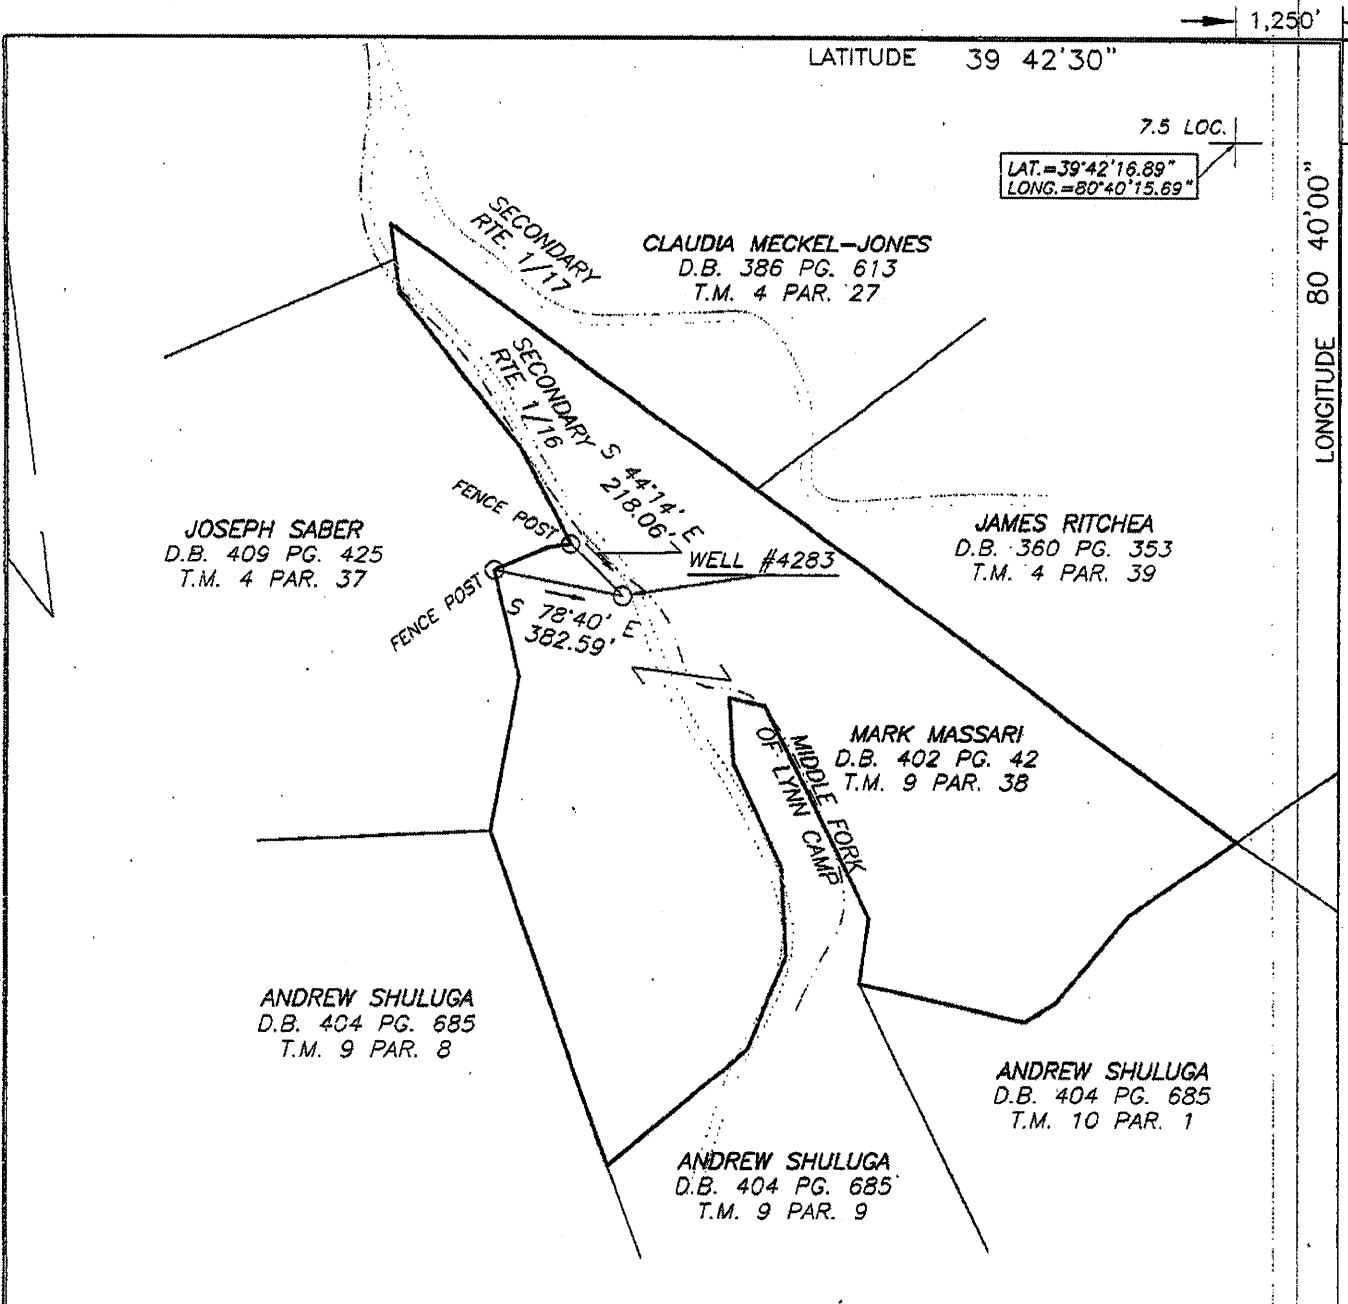 1,250'
LATITUDE 39 42'30"
7.5 LOC.
LAT.=39°42'16.89"
LONG.=80°40'15.69"
LONGITUDE 80 40'00"
SECONDARY
RTE. 1/17
CLAUDIA MECKEL-JONES
D.B. 386 PG. 613
T.M. 4 PAR. 27
SECONDARY
RTE. 1/16
S 44°14' E
218.06'
FENCE POST
JOSEPH SABER
D.B. 409 PG. 425
T.M. 4 PAR. 37
JAMES RITCHEA
D.B. 360 PG. 353
T.M. 4 PAR. 39
WELL #4283
FENCE POST
S 78°40' E
382.59'
MARK MASSARI
D.B. 402 PG. 42
T.M. 9 PAR. 38
MIDDLE FORK
OF LYNN CAMP
ANDREW SHULUGA
D.B. 404 PG. 685
T.M. 9 PAR. 8
ANDREW SHULUGA
D.B. 404 PG. 685
T.M. 10 PAR. 1
ANDREW SHULUGA
D.B. 404 PG. 685
T.M. 9 PAR. 9